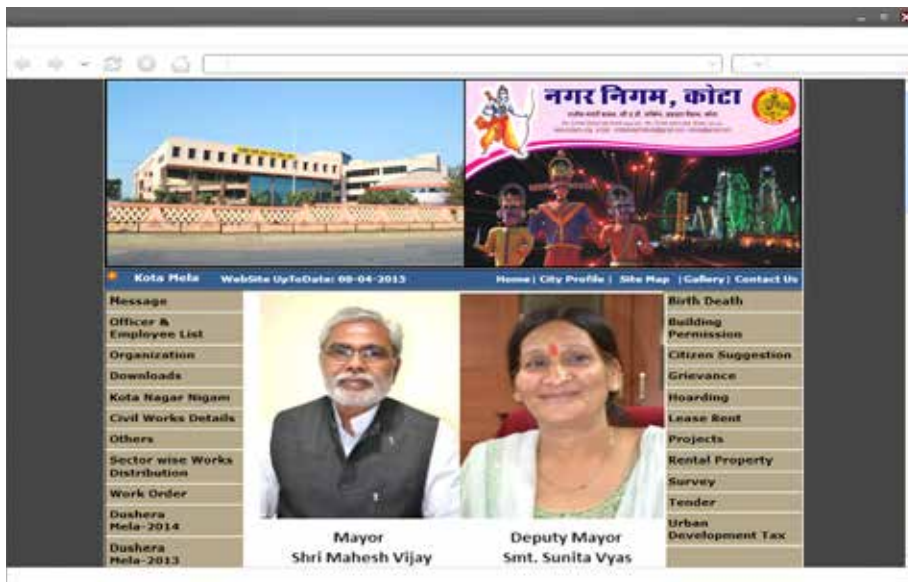 नगर निगम, कोटा
Kota Mela
WebSite UpToDate: 08-04-2015
Home | City Profile | Site Map | Gallery | Contact Us
Message
Officer &
Employee List
Organization
Downloads
Kota Nagar Nigam
Civil Works Details
Others
Sector wise Works
Distribution
Work Order
Dushera
Mela-2014
Dushera
Mela-2013
Mayor
Shri Mahesh Vijay
Deputy Mayor
Smt. Sunita Vyas
Birth Death
Building
Permission
Citizen Suggestion
Grievance
Hoarding
Lease Rent
Projects
Rental Property
Survey
Tender
Urban
Development Tax